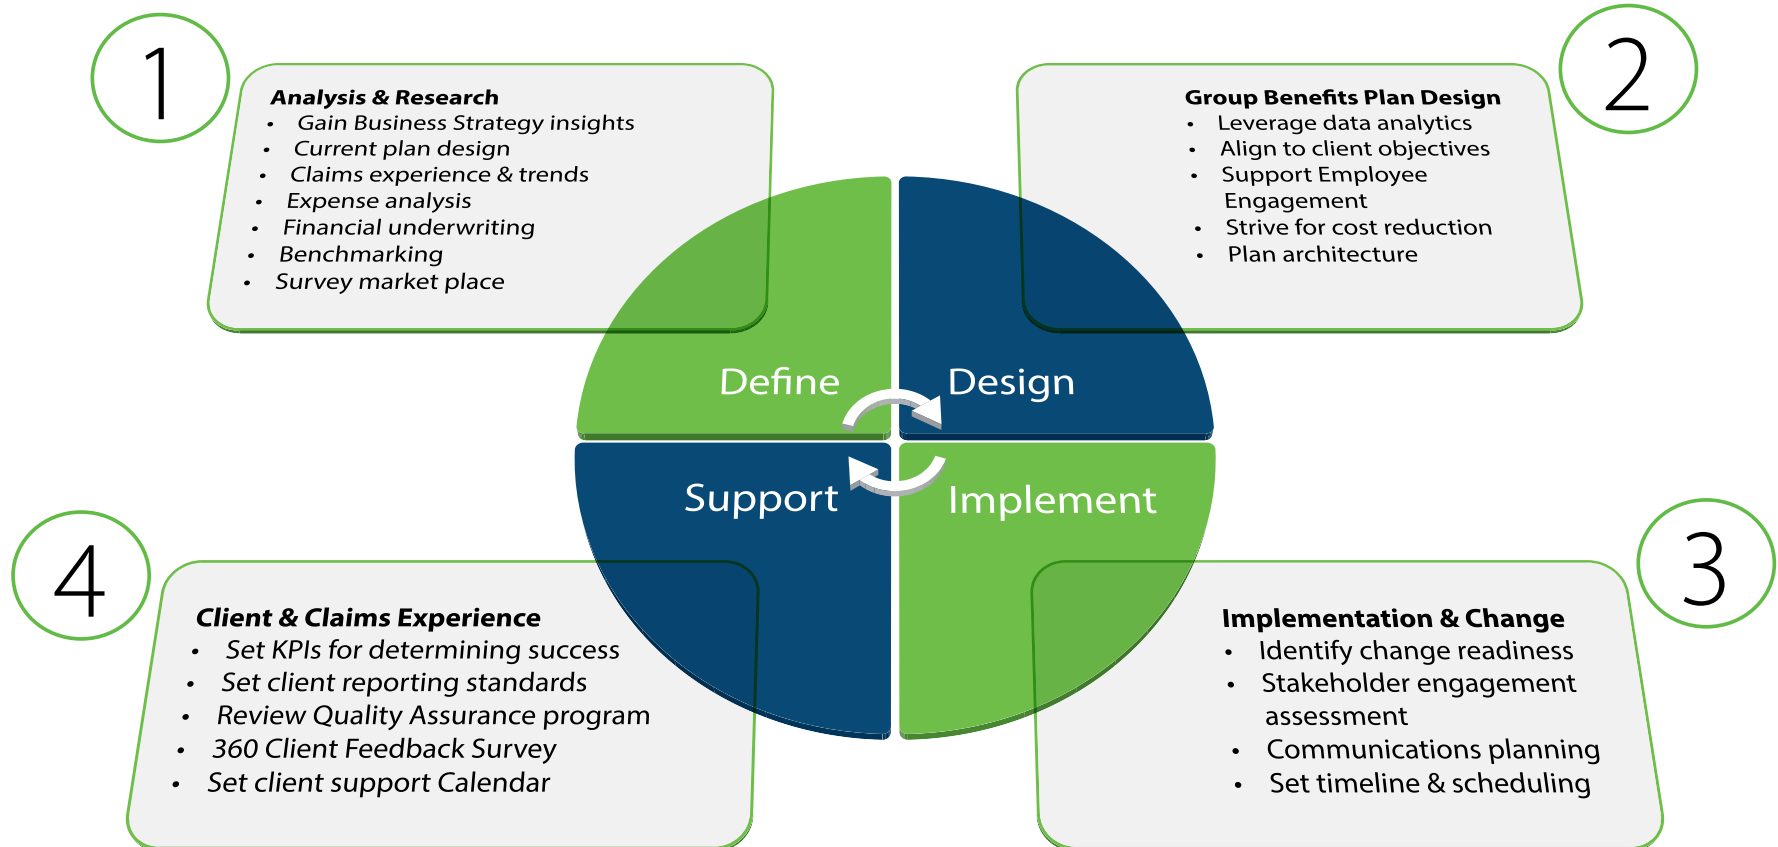 1
Analysis & Research
• Gain Business Strategy insights
• Current plan design
• Claims experience & trends
• Expense analysis
• Financial underwriting
• Benchmarking
• Survey market place
2
Group Benefits Plan Design
• Leverage data analytics
• Align to client objectives
• Support Employee
Engagement
• Strive for cost reduction
• Plan architecture
Define
Design
Support
Implement
4
Client & Claims Experience
• Set KPIs for determining success
• Set client reporting standards
• Review Quality Assurance program
• 360 Client Feedback Survey
• Set client support Calendar
3
Implementation & Change
• Identify change readiness
• Stakeholder engagement
assessment
• Communications planning
• Set timeline & scheduling